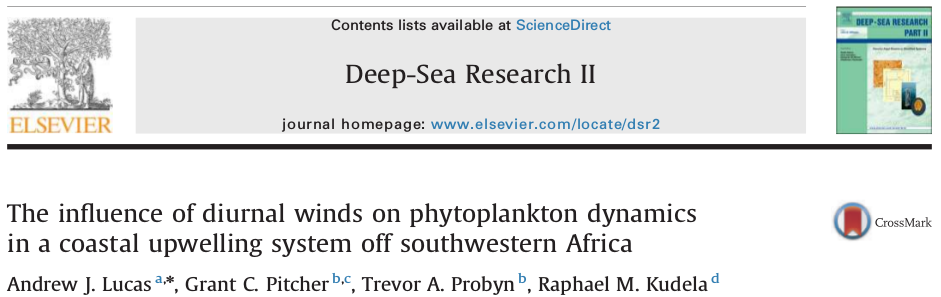 Contents lists available at ScienceDirect
DEEP-SEA RESEARCH
PART II
Deep-Sea Research II
ELSEVIER
journal homepage: www.elsevier.com/locate/dsr2
The influence of diurnal winds on phytoplankton dynamics
in a coastal upwelling system off southwestern Africa
CrossMark
Andrew J. Lucas a,*, Grant C. Pitcher b,c, Trevor A. Probyn b, Raphael M. Kudela d